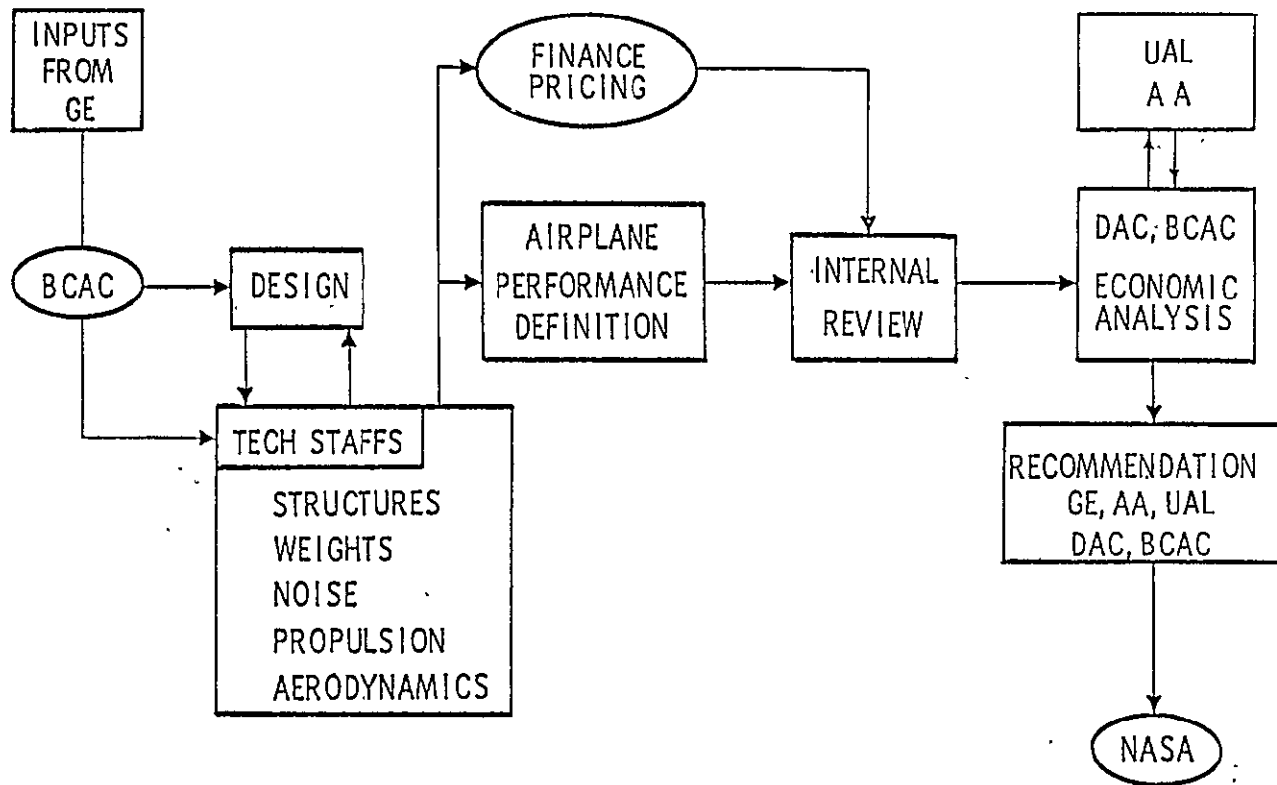 INPUTS
FROM
GE
BCAC
DESIGN
TECH STAFFS
STRUCTURES
WEIGHTS
NOISE
PROPULSION
AERODYNAMICS
FINANCE
PRICING
AIRPLANE
PERFORMANCE
DEFINITION
INTERNAL
REVIEW
UAL
A A
DAC, BCAC
ECONOMIC
ANALYSIS
RECOMMENDATION
GE, AA, UAL
DAC, BCAC
NASA